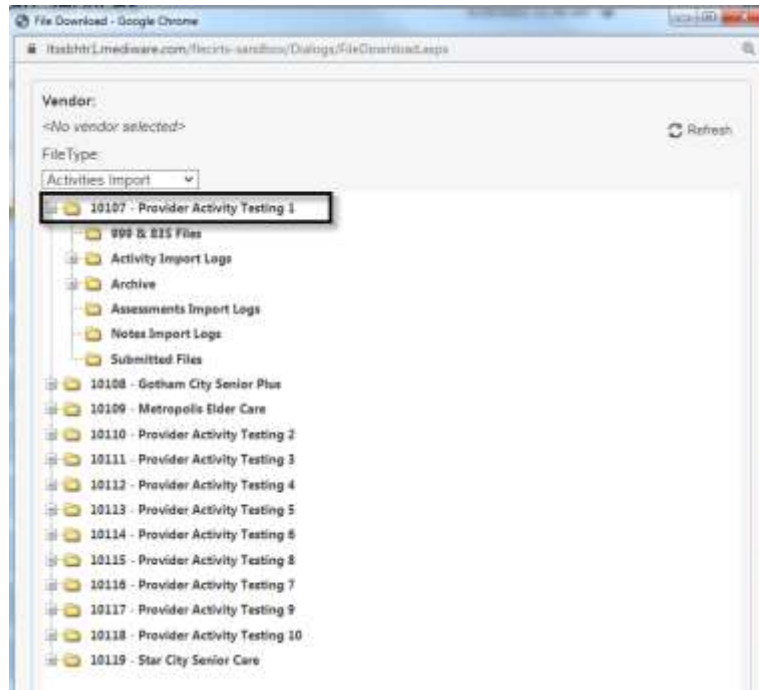 File Download - Google Chrome
Vendor:
<No vendor selected>
Refresh
FileType:
Activities Import
10107 - Provider Activity Testing 1
999 & 835 Files
Activity Import Logs
Archive
Assessments Import Logs
Notes Import Logs
Submitted Files
10108 - Gotham City Senior Plus
10109 - Metropolis Elder Care
10110 - Provider Activity Testing 2
10111 - Provider Activity Testing 3
10112 - Provider Activity Testing 4
10113 - Provider Activity Testing 5
10114 - Provider Activity Testing 6
10115 - Provider Activity Testing 8
10116 - Provider Activity Testing 7
10117 - Provider Activity Testing 9
10118 - Provider Activity Testing 10
10119 - Star City Senior Care